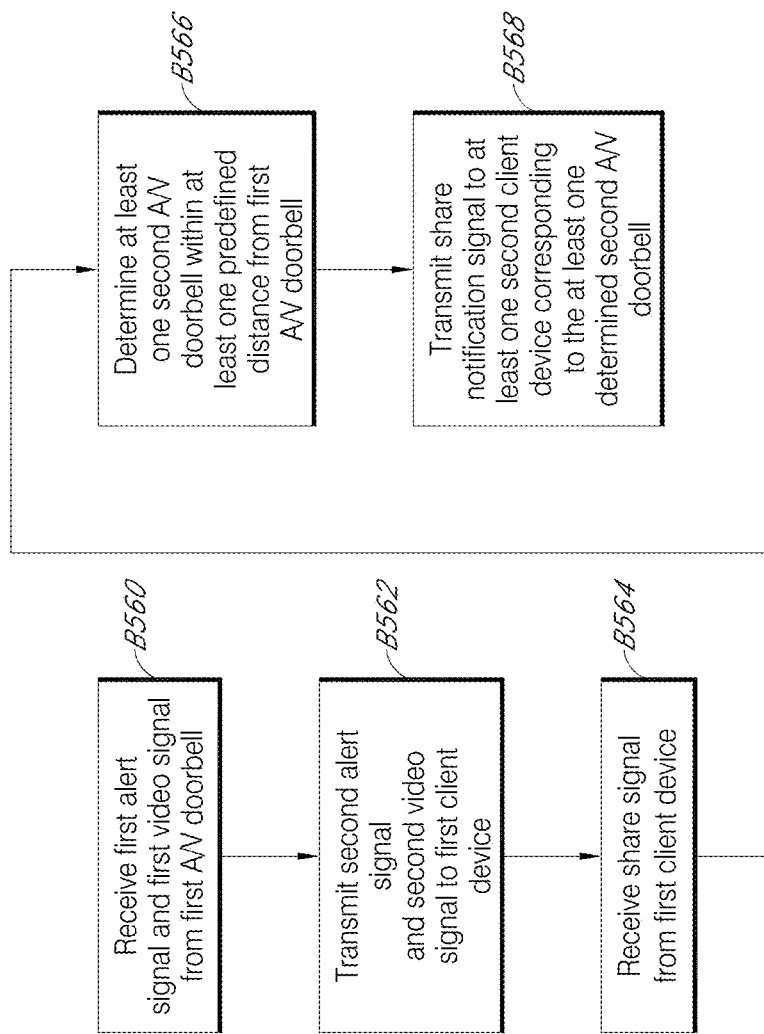 B560
Receive first alert
signal and first video signal
from first A/V doorbell
B562
Transmit second alert
signal
and second video
signal to first client
device
B564
Receive share signal
from first client device
B566
Determine at least
one second A/V
doorbell within at
least one predefined
distance from first
A/V doorbell
B568
Transmit share
notification signal to at
least one second client
device corresponding
to the at least one
determined second A/V
doorbell